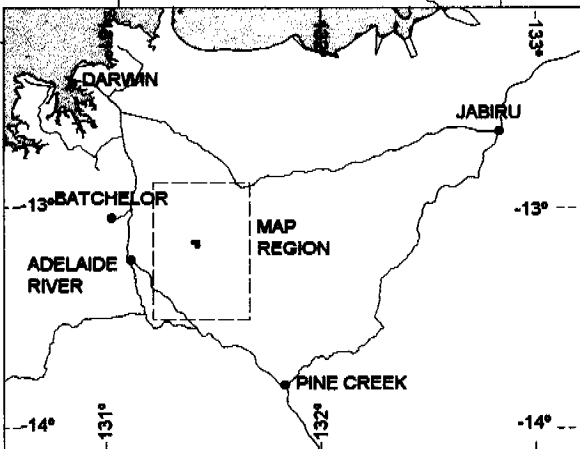 -133°
DARWIN
JABIRU
-13°
BATCHELOR
-13°
MAP
REGION
ADELAIDE
RIVER
PINE CREEK
-14°
-131°
-132°
-14°